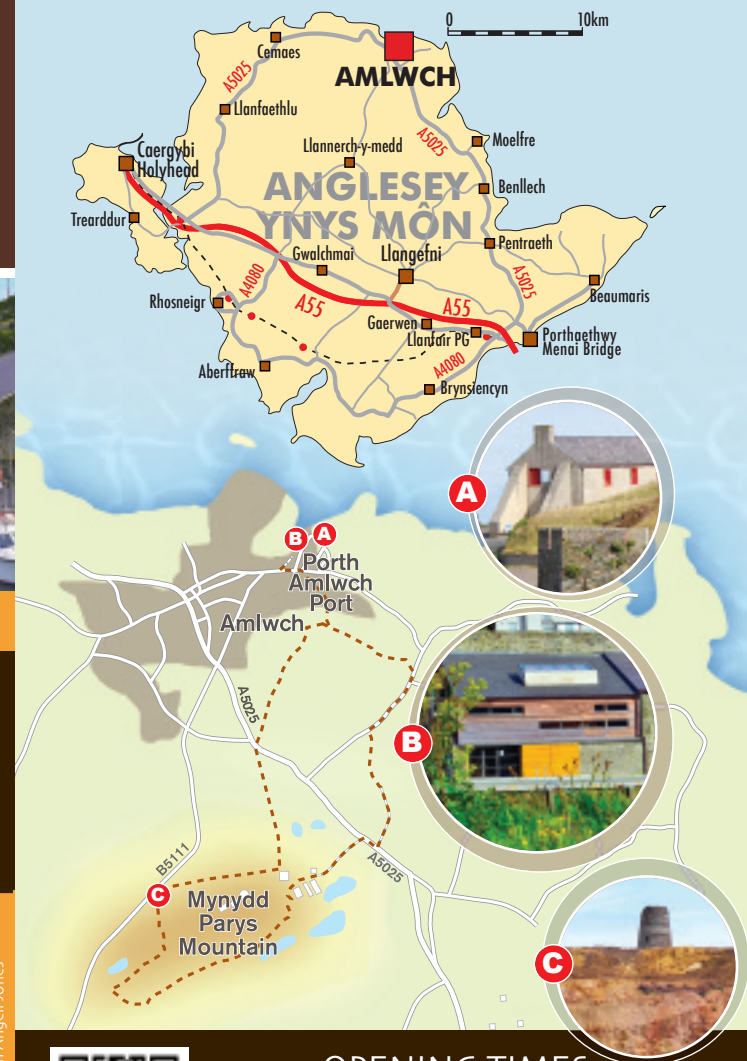 0
10km
Cemaes
AMLWCH
A5025
Llanfaethlu
Llannerch-y-medd
A5025
Moelfre
Caergybi
Holyhead
ANGLESEY
YNYS MÔN
Benllech
Trearddur
Gwalchmai
Llangefni
Pentraeth
A4080
A5025
Rhosneigr
A55
A55
Beaumaris
Gaerwen
Llanfair PG
Porthaethwy
Menai Bridge
Aberffraw
A4080
Brynsiencyn
A
B
A
Porth
Amlwch
Port
Amlwch
A5025
B
B5111
A5025
C
Mynydd
Parys
Mountain
C
OPENING TIMES